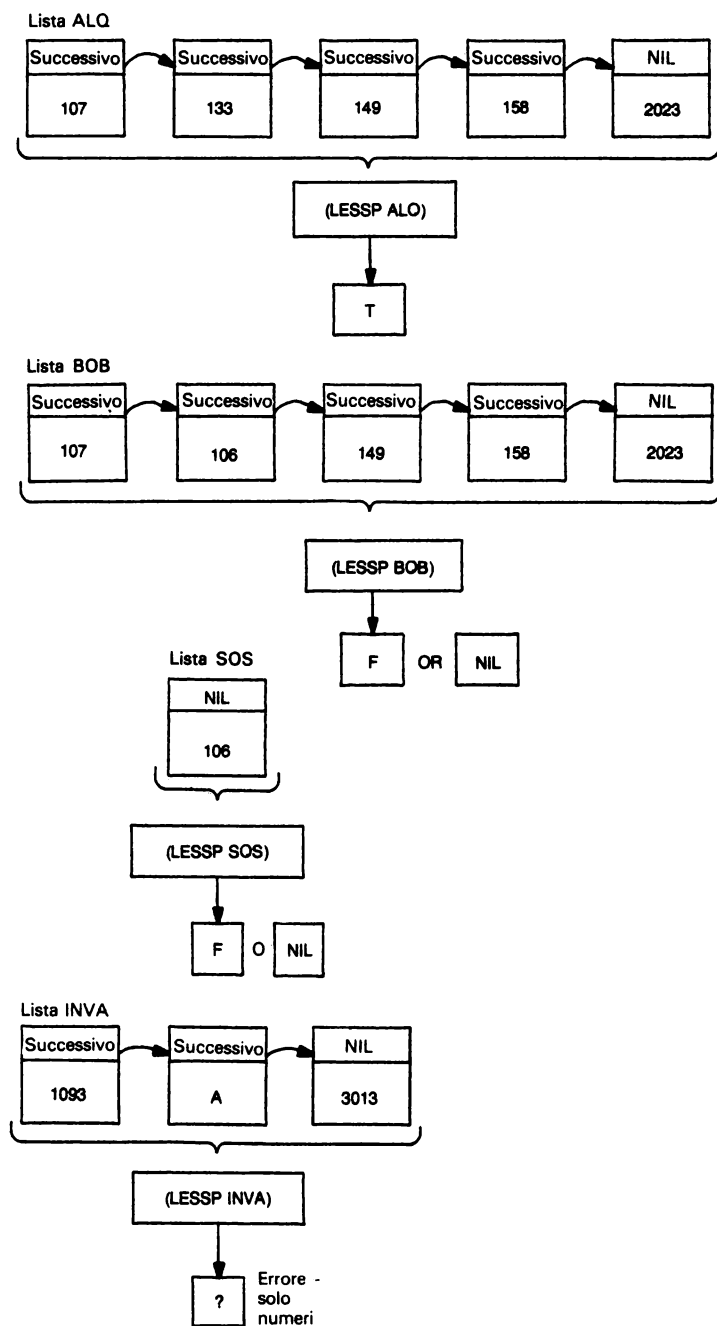 Lista ALQ
Successivo Successivo Successivo Successivo NIL
107 133 149 158 2023
(LESSP ALO)
T
Lista BOB
Successivo Successivo Successivo Successivo NIL
107 106 149 158 2023
(LESSP BOB)
F OR NIL
Lista SOS
NIL
106
(LESSP SOS)
F O NIL
Lista INVA
Successivo Successivo NIL
1093 A 3013
(LESSP INVA)
?
Errore -
solo
numeri